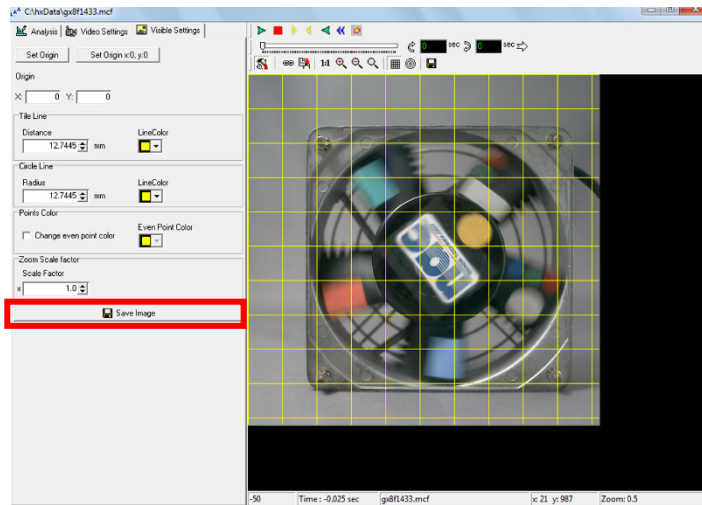 C:\hxData\gx8f1433.mcf
Analysis Video Settings Visible Settings
Set Origin Set Origin x:0, y:0
0 sec 0 sec
Origin
X: 0 Y: 0
1:1
Tile Line
Distance LineColor
12.7445 mm
Circle Line
Radius LineColor
12.7445 mm
Points Color
Change even point color Even Point Color
Zoom Scale factor
Scale Factor
x 1.0
Save Image
-50 Time : -0.025 sec gx8f1433.mcf x: 21 y: 987 Zoom: 0.5